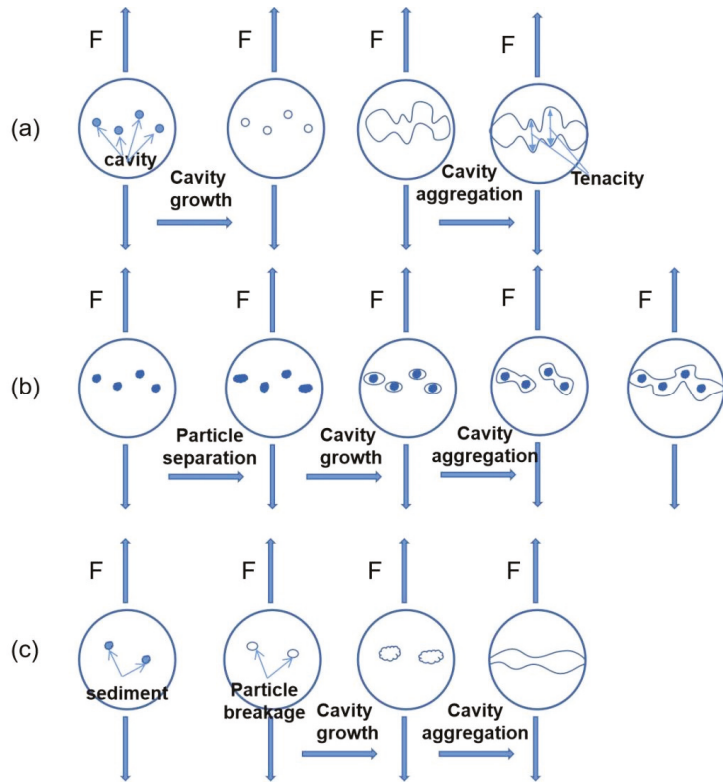 F F F F
(a)
cavity
Cavity
growth
Cavity
aggregation
Tenacity
F F F F F
(b)
Particle
separation
Cavity
growth
Cavity
aggregation
F F F F
(c)
sediment
Particle
breakage
Cavity
growth
Cavity
aggregation